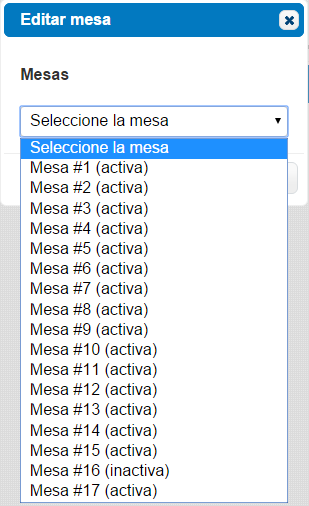 Editar mesa
Mesas
Seleccione la mesa
Seleccione la mesa
Mesa #1 (activa)
Mesa #2 (activa)
Mesa #3 (activa)
Mesa #4 (activa)
Mesa #5 (activa)
Mesa #6 (activa)
Mesa #7 (activa)
Mesa #8 (activa)
Mesa #9 (activa)
Mesa #10 (activa)
Mesa #11 (activa)
Mesa #12 (activa)
Mesa #13 (activa)
Mesa #14 (activa)
Mesa #15 (activa)
Mesa #16 (inactiva)
Mesa #17 (activa)